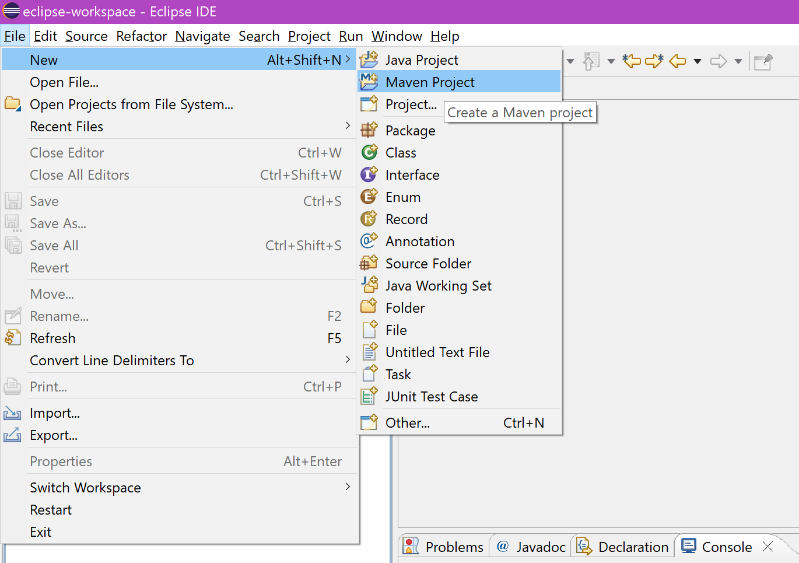 eclipse-workspace - Eclipse IDE
File Edit Source Refactor Navigate Search Project Run Window Help
New Alt+Shift+N
Open File...
Open Projects from File System...
Recent Files
Close Editor Ctrl+W
Close All Editors Ctrl+Shift+W
Save Ctrl+S
Save As...
Save All Ctrl+Shift+S
Revert
Move...
Rename... F2
Refresh F5
Convert Line Delimiters To
Print... Ctrl+P
Import...
Export...
Properties Alt+Enter
Switch Workspace
Restart
Exit
Java Project
Maven Project
Project...
Create a Maven project
Package
Class
Interface
Enum
Record
Annotation
Source Folder
Java Working Set
Folder
File
Untitled Text File
Task
JUnit Test Case
Other... Ctrl+N
Problems @ Javadoc Declaration Console